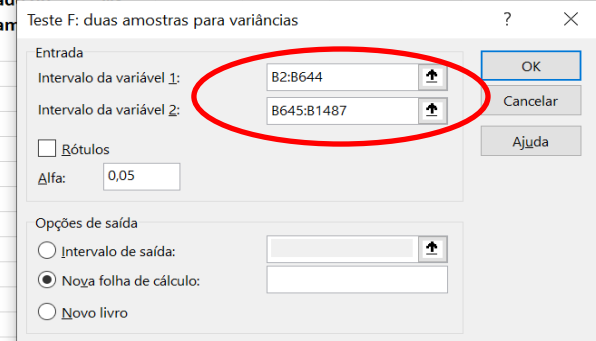 Teste F: duas amostras para variâncias ?
Entrada
Intervalo da variável 1: B2:B644
Intervalo da variável 2: B645:B1487
Rótulos
Alfa: 0,05
OK
Cancelar
Ajuda
Opções de saída
Intervalo de saída:
Nova folha de cálculo:
Novo livro